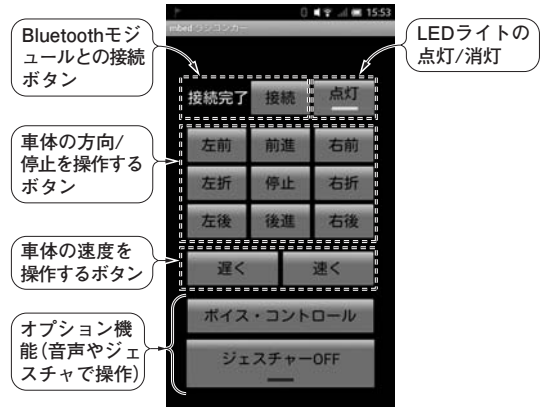 15:53
mbed ラジコンカー
Bluetoothモジ
ュールとの接続
ボタン
LEDライトの
点灯/消灯
接続完了 接続 点灯
車体の方向/
停止を操作する
ボタン
左前 前進 右前
左折 停止 右折
左後 後進 右後
車体の速度を
操作するボタン
遅く 速く
オプション機
能(音声やジェ
スチャで操作)
ボイス・コントロール
ジェスチャーOFF